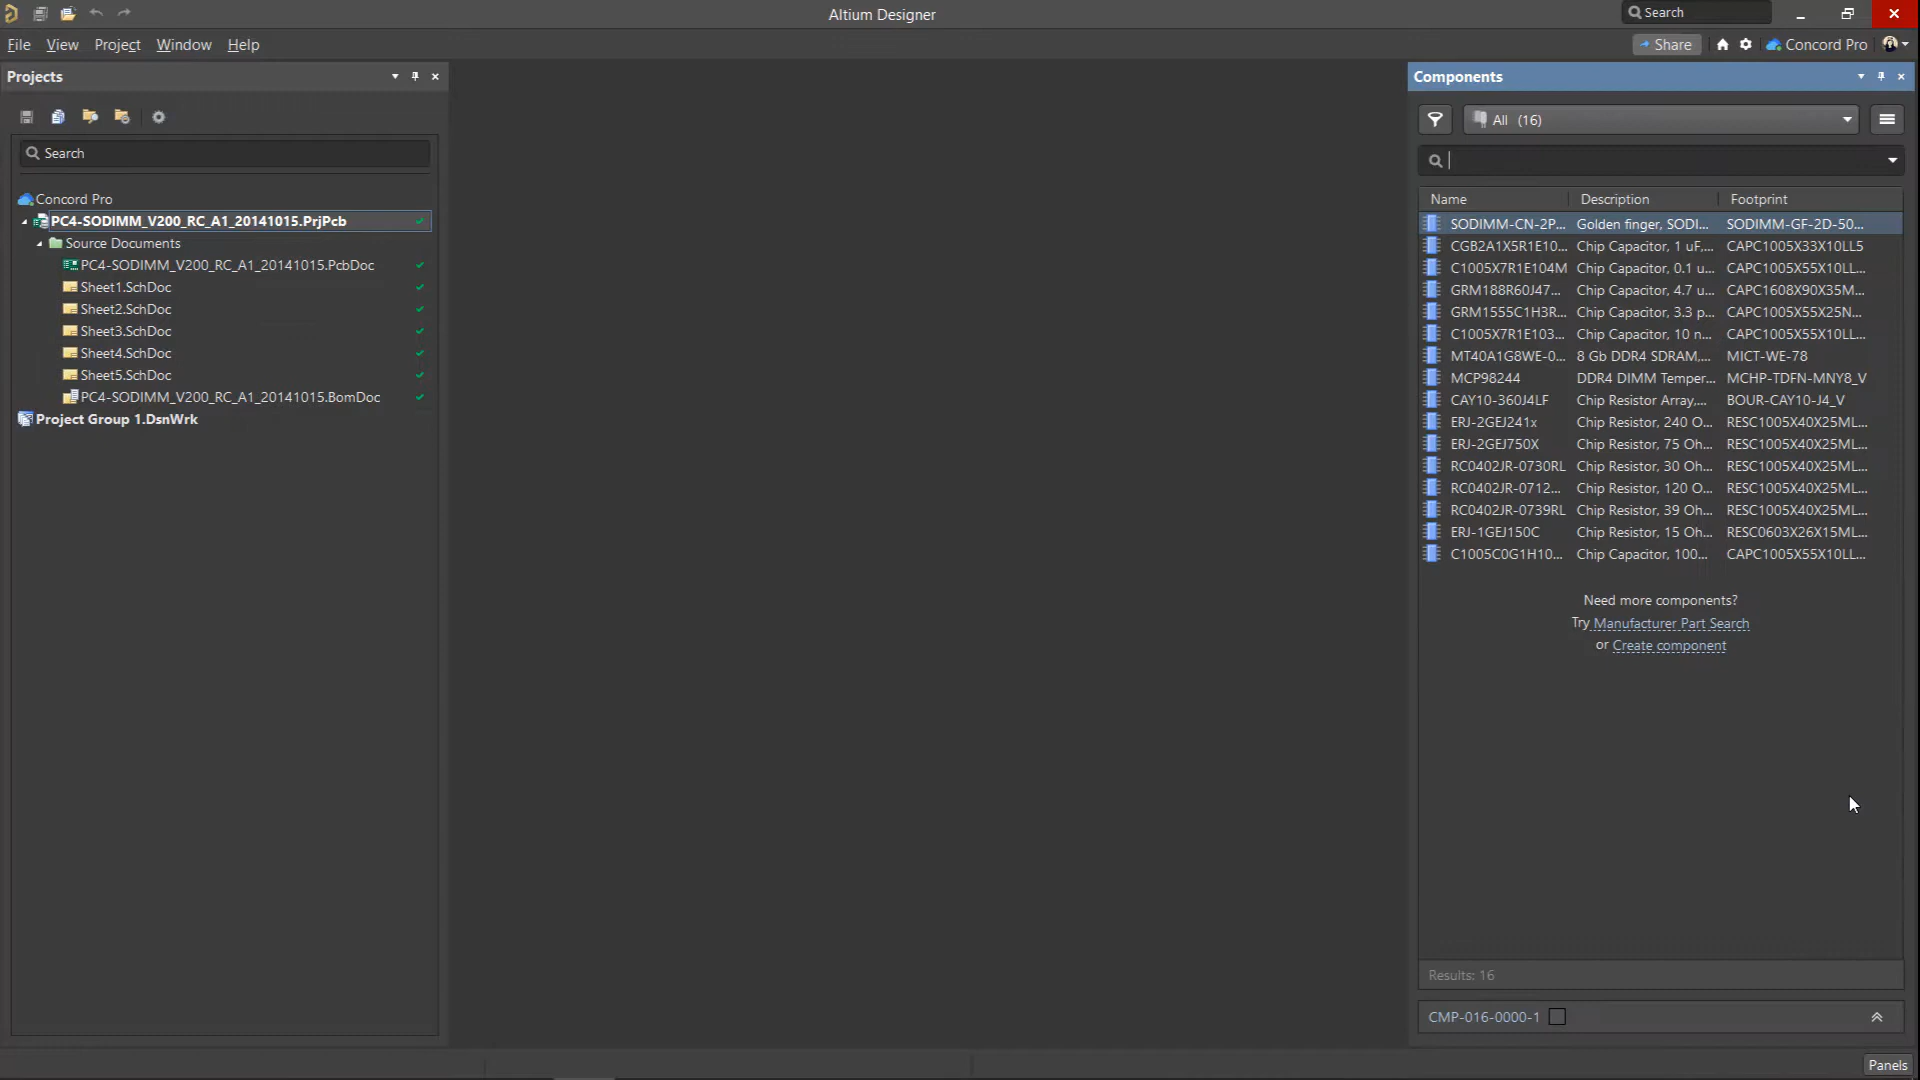 Altium Designer
Search
File View Project Window Help
Share Concord Pro
Projects
Search
Concord Pro
PC4-SODIMM_V200_RC_A1_20141015.PrjPcb
Source Documents
PC4-SODIMM_V200_RC_A1_20141015.PcbDoc
Sheet1.SchDoc
Sheet2.SchDoc
Sheet3.SchDoc
Sheet4.SchDoc
Sheet5.SchDoc
PC4-SODIMM_V200_RC_A1_20141015.BomDoc
Project Group 1.DsnWrk
Components
All (16)
Name Description Footprint
SODIMM-CN-2P... Golden finger, SODI... SODIMM-GF-2D-50...
CGB2A1X5R1E10... Chip Capacitor, 1 uF,... CAPC1005X33X10LL5
C1005X7R1E104M Chip Capacitor, 0.1 u... CAPC1005X55X10LL...
GRM188R60J47... Chip Capacitor, 4.7 u... CAPC1608X90X35M...
GRM1555C1H3R... Chip Capacitor, 3.3 p... CAPC1005X55X25N...
C1005X7R1E103... Chip Capacitor, 10 n... CAPC1005X55X10LL...
MT40A1G8WE-0... 8 Gb DDR4 SDRAM,... MICT-WE-78
MCP98244 DDR4 DIMM Temper... MCHP-TDFN-MNY8_V
CAY10-360J4LF Chip Resistor Array,... BOUR-CAY10-J4_V
ERJ-2GEJ241x Chip Resistor, 240 O... RESC1005X40X25ML...
ERJ-2GEJ750X Chip Resistor, 75 Oh... RESC1005X40X25ML...
RC0402JR-0730RL Chip Resistor, 30 Oh... RESC1005X40X25ML...
RC0402JR-0712... Chip Resistor, 120 O... RESC1005X40X25ML...
RC0402JR-0739RL Chip Resistor, 39 Oh... RESC1005X40X25ML...
ERJ-1GEJ150C Chip Resistor, 15 Oh... RESC0603X26X15ML...
C1005C0G1H10... Chip Capacitor, 100... CAPC1005X55X10LL...
Need more components?
Try Manufacturer Part Search
or Create component
Results: 16
CMP-016-0000-1
Panels